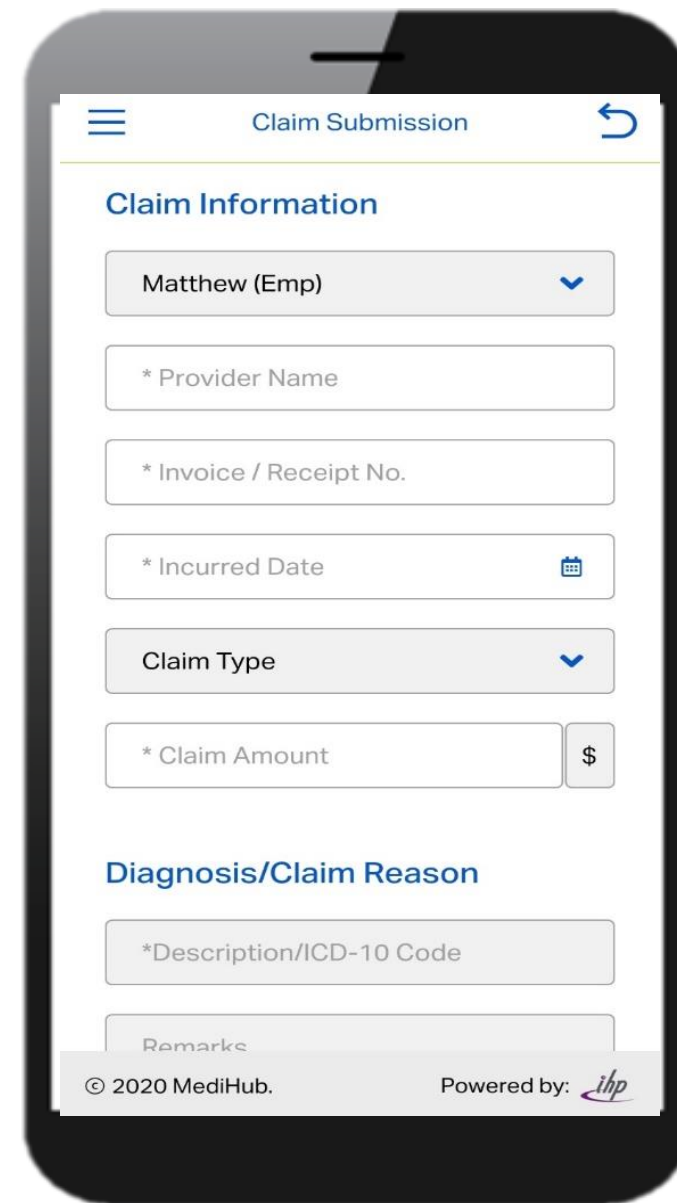 Claim Submission
Claim Information
Matthew (Emp)
* Provider Name
* Invoice / Receipt No.
* Incurred Date
Claim Type
* Claim Amount
$
Diagnosis/Claim Reason
*Description/ICD-10 Code
Remarks
© 2020 MediHub.
Powered by: ihp